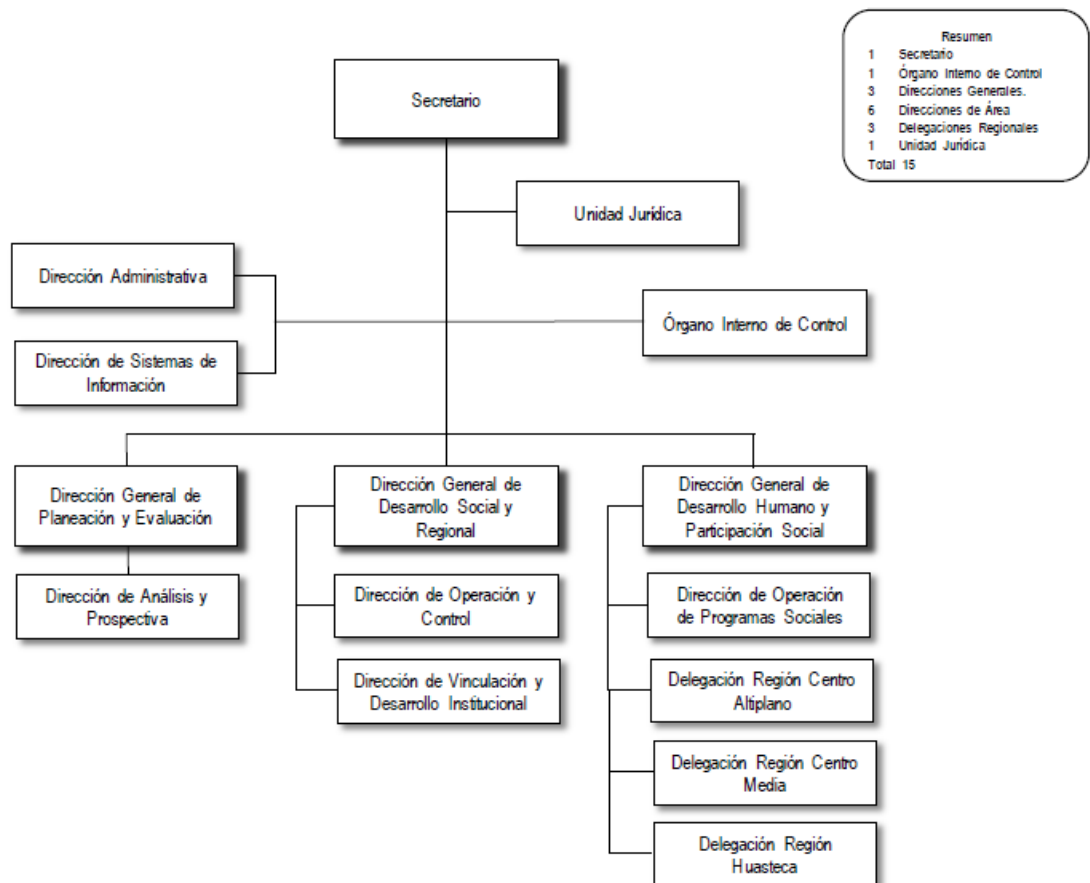 Resumen
1 Secretario
1 Órgano Interno de Control
3 Direcciones Generales.
6 Direcciones de Área
3 Delegaciones Regionales
1 Unidad Jurídica
Total 15
Secretario
Unidad Jurídica
Dirección Administrativa
Órgano Interno de Control
Dirección de Sistemas de
Información
Dirección General de
Planeación y Evaluación
Dirección General de
Desarrollo Social y
Regional
Dirección General de
Desarrollo Humano y
Participación Social
Dirección de Análisis y
Prospectiva
Dirección de Operación y
Control
Dirección de Operación
de Programas Sociales
Dirección de Vinculación y
Desarrollo Institucional
Delegación Región Centro
Altiplano
Delegación Región Centro
Media
Delegación Región
Huasteca